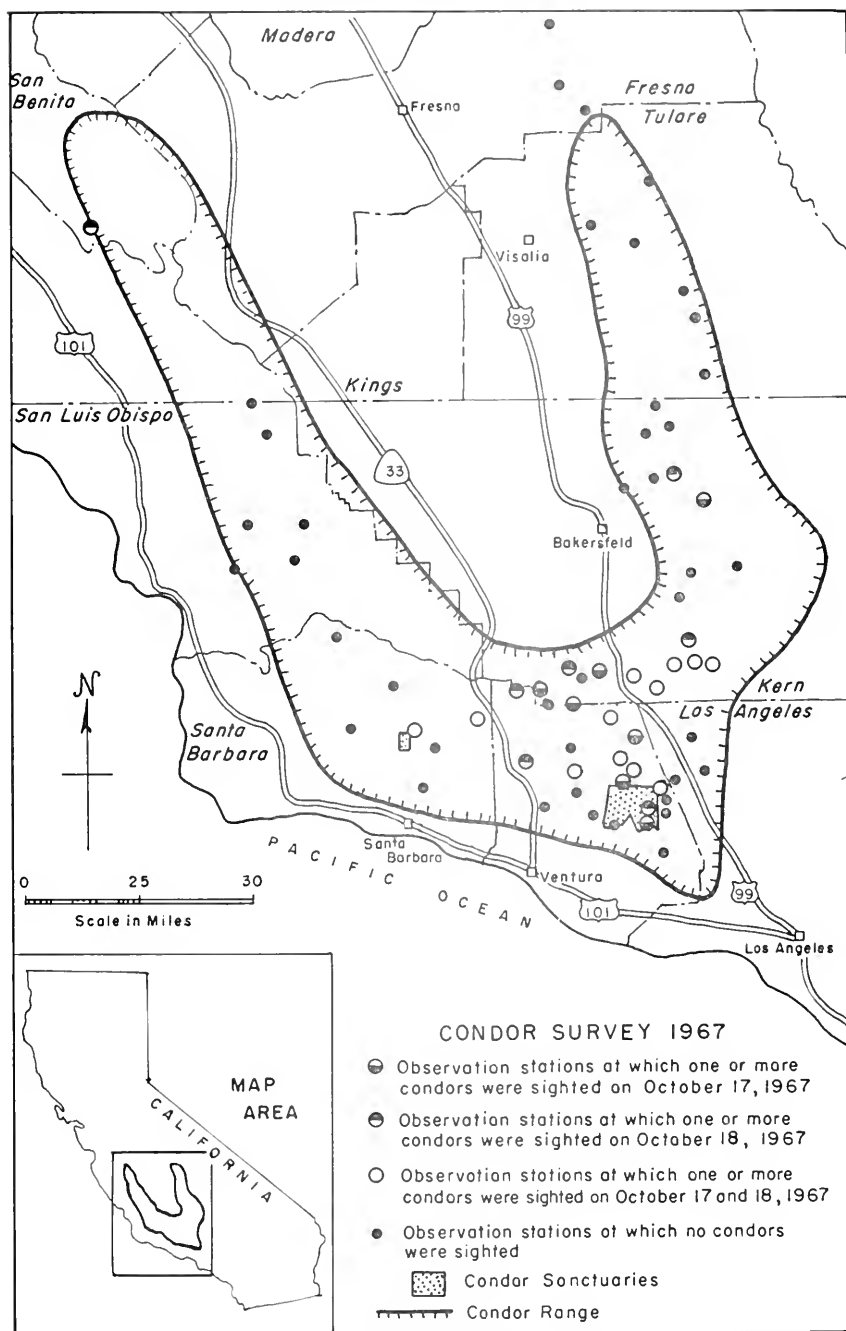 Madera
San
Benito
Fresna
Fresna
Tulare
Visalia
99
101
Kings
San Luis Obispo
33
Bakersfeld
N
Kern
Los Angeles
Santa
Barbara
Santa
Barbara
PACIFIC OCEAN
Ventura
0 25 30
Scale in Miles
101
99
Los Angeles
MAP
AREA
CALIFORNIA
CONDOR SURVEY 1967
Observation stations at which one or more
condors were sighted on October 17, 1967
Observation stations at which one or more
condors were sighted on October 18, 1967
Observation stations at which one or more
condors were sighted on October 17 and 18, 1967
Observation stations at which no condors
were sighted
Condor Sanctuaries
Condor Range